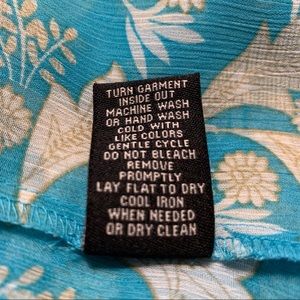 TURN GARMENT
INSIDE OUT
MACHINE WASH
OR HAND WASH
COLD WITH
LIKE COLORS
GENTLE CYCLE
DO NOT BLEACH
REMOVE
PROMPTLY
LAY FLAT TO DRY
COOL IRON
WHEN NEEDED
OR DRY CLEAN